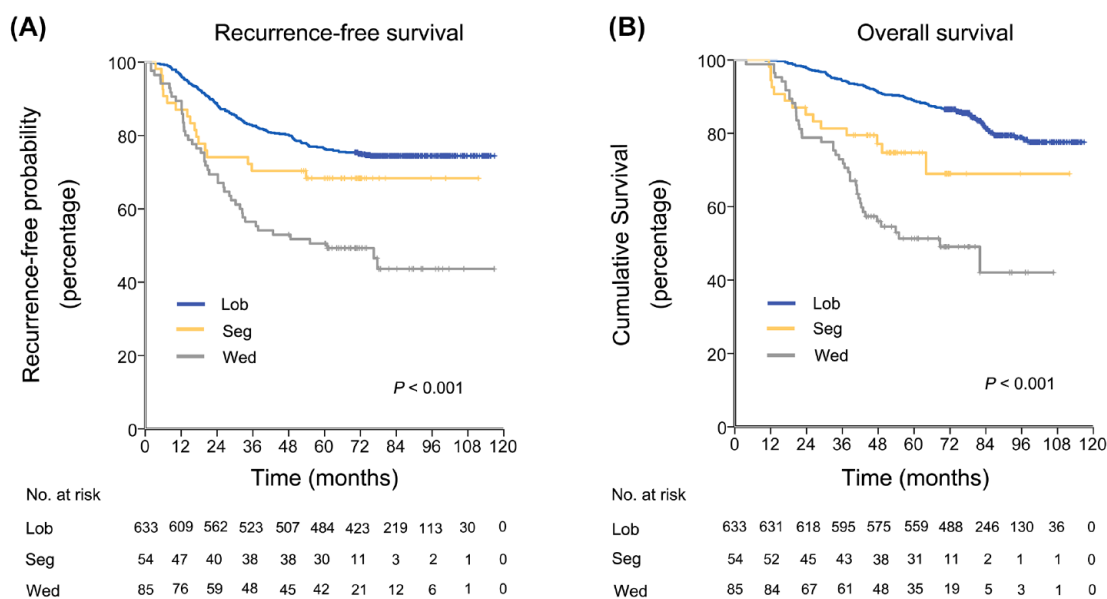 (A)
Recurrence-free survival
Recurrence-free probability
(percentage)
100
80
60
40
20
0
Lob
Seg
Wed
P < 0.001
0 12 24 36 48 60 72 84 96 108 120
Time (months)
No. at risk
Lob 633 609 562 523 507 484 423 219 113 30 0
Seg 54 47 40 38 38 30 11 3 2 1 0
Wed 85 76 59 48 45 42 21 12 6 1 0
(B)
Overall survival
Cumulative Survival
(percentage)
100
80
60
40
20
0
Lob
Seg
Wed
P < 0.001
0 12 24 36 48 60 72 84 96 108 120
Time (months)
No. at risk
Lob 633 631 618 595 575 559 488 246 130 36 0
Seg 54 52 45 43 38 31 11 2 1 1 0
Wed 85 84 67 61 48 35 19 5 3 1 0